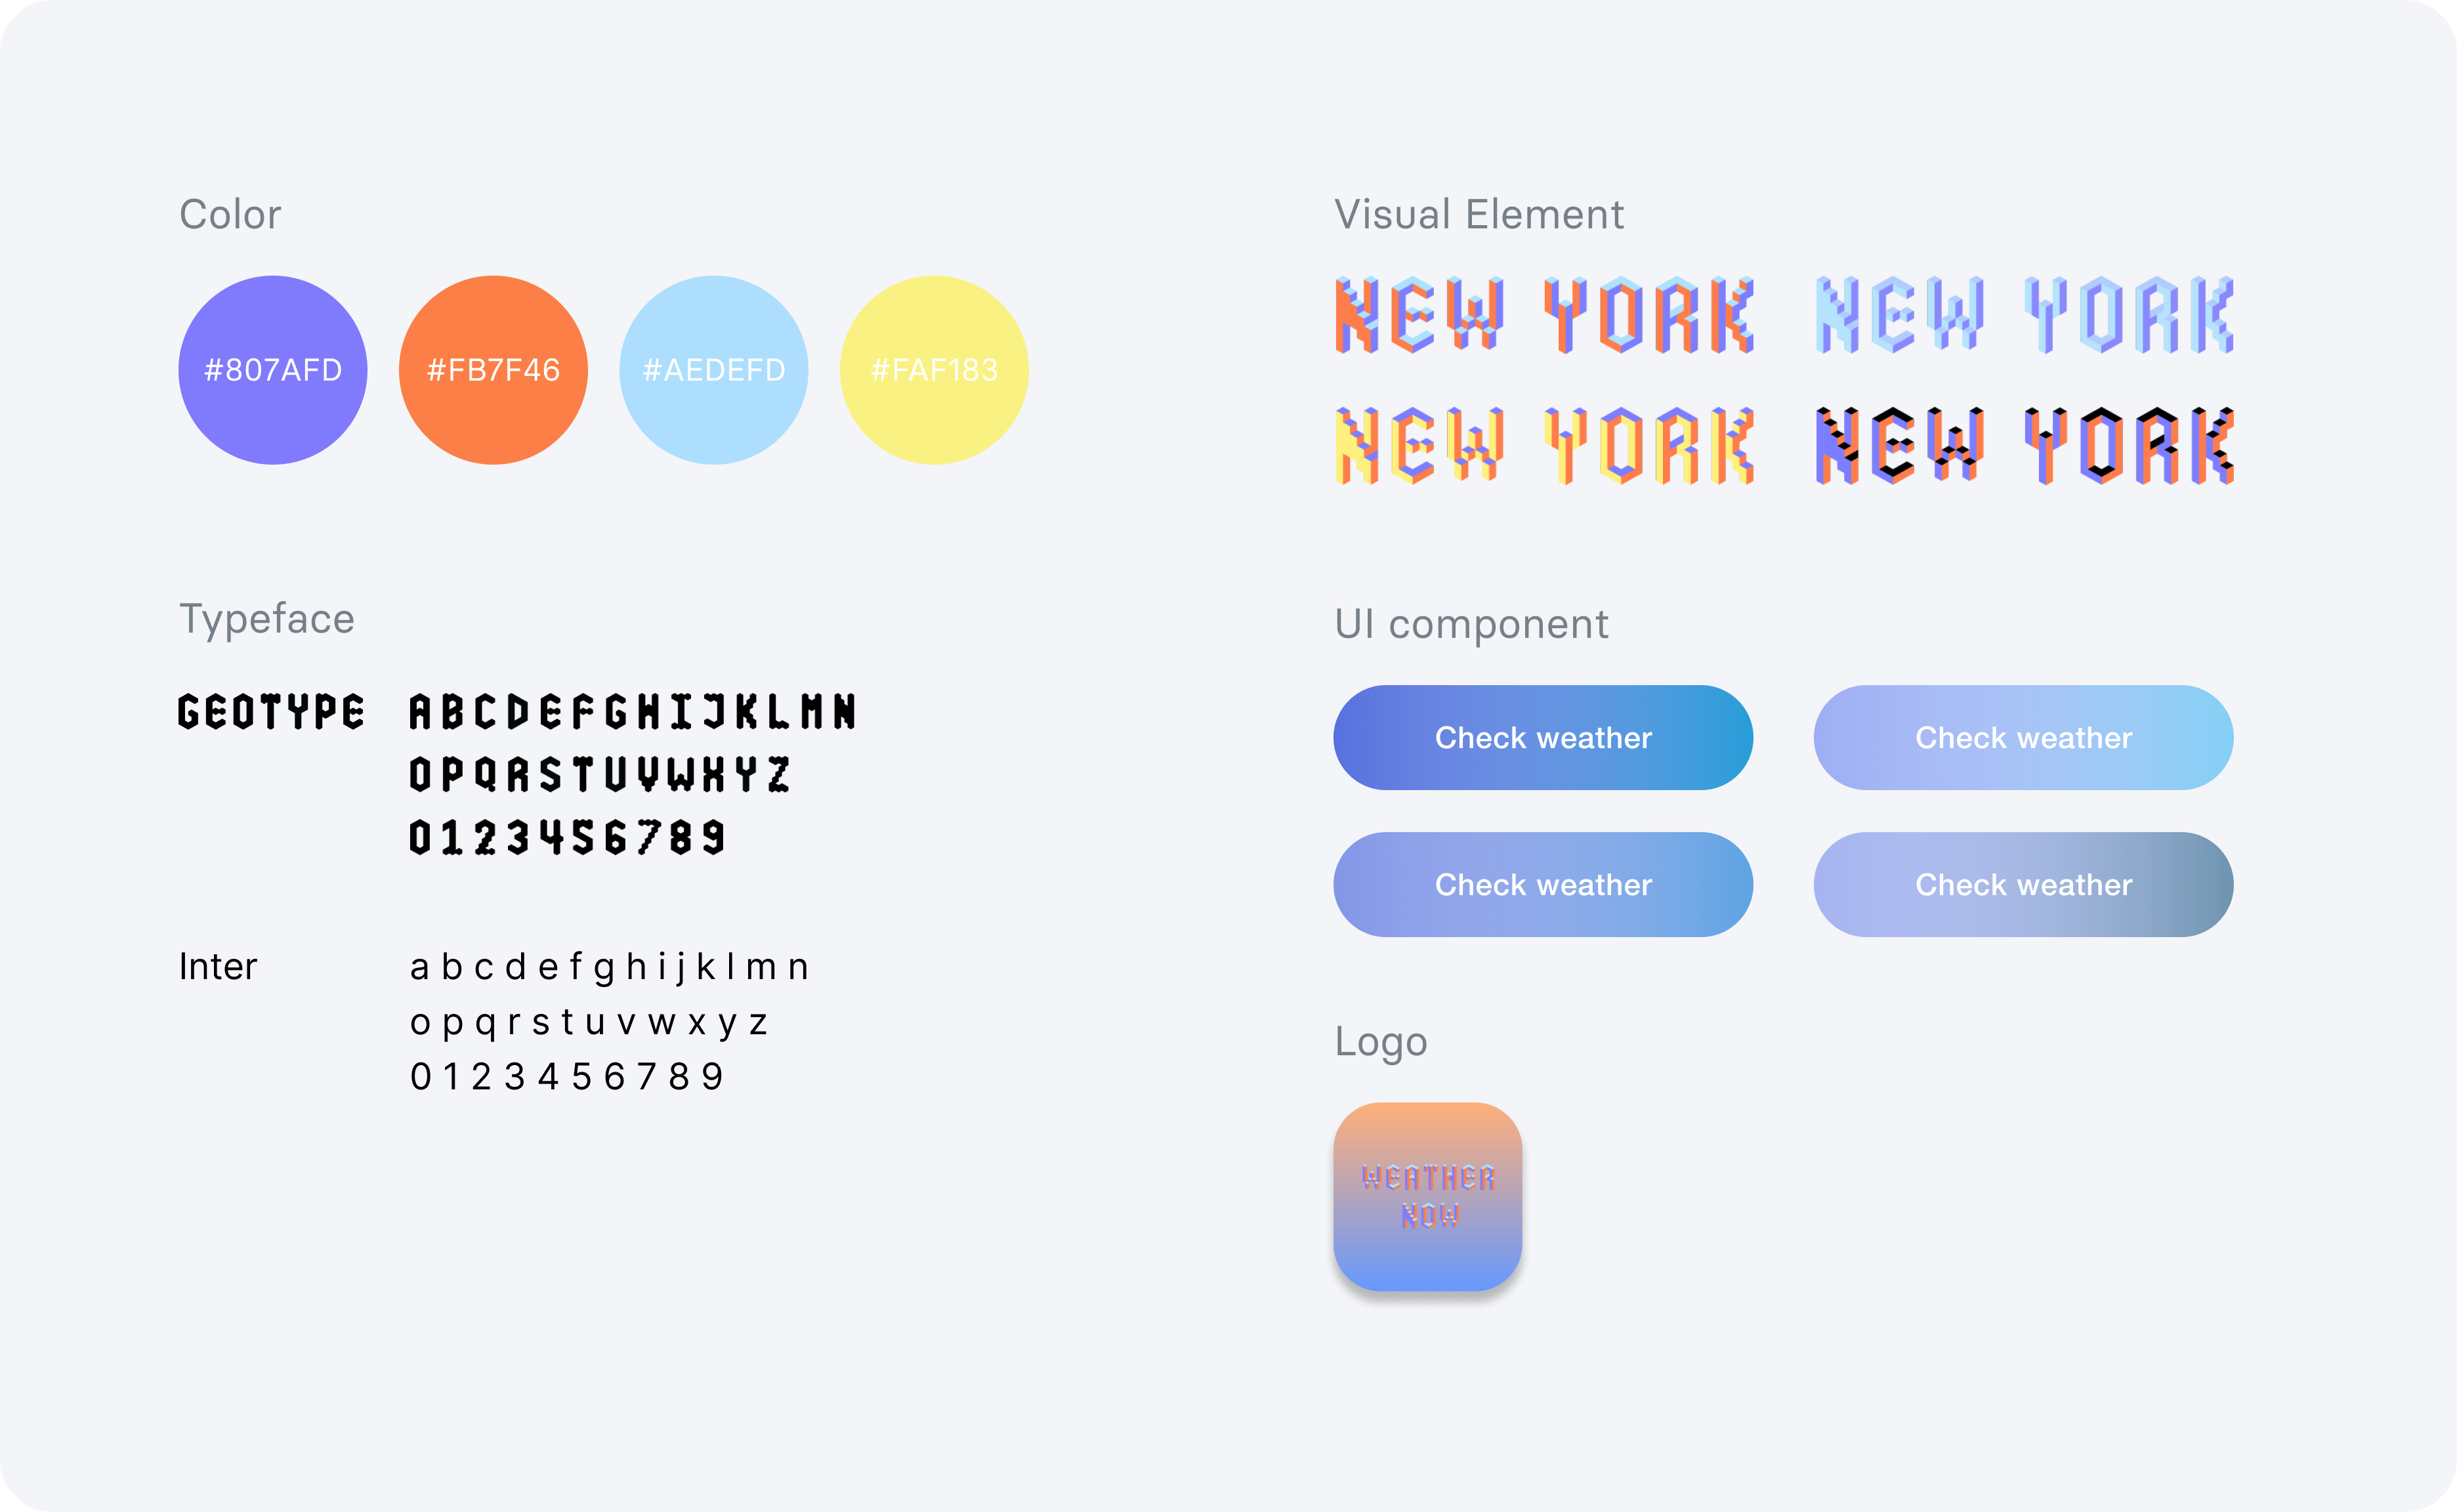 Color
#807AFD #FB7F46 #AEDEFD #FAF183
Typeface
GEOTYPE ABCDEFGHIJKLMN
OPQRSTUVWXYZ
0123456789
Inter a b c d e f g h i j k l m n
o p q r s t u v w x y z
0 1 2 3 4 5 6 7 8 9
Visual Element
NEW YORK NEW YORK
NEW YORK NEW YORK
UI component
Check weather Check weather
Check weather Check weather
Logo
WEATHER
NOW